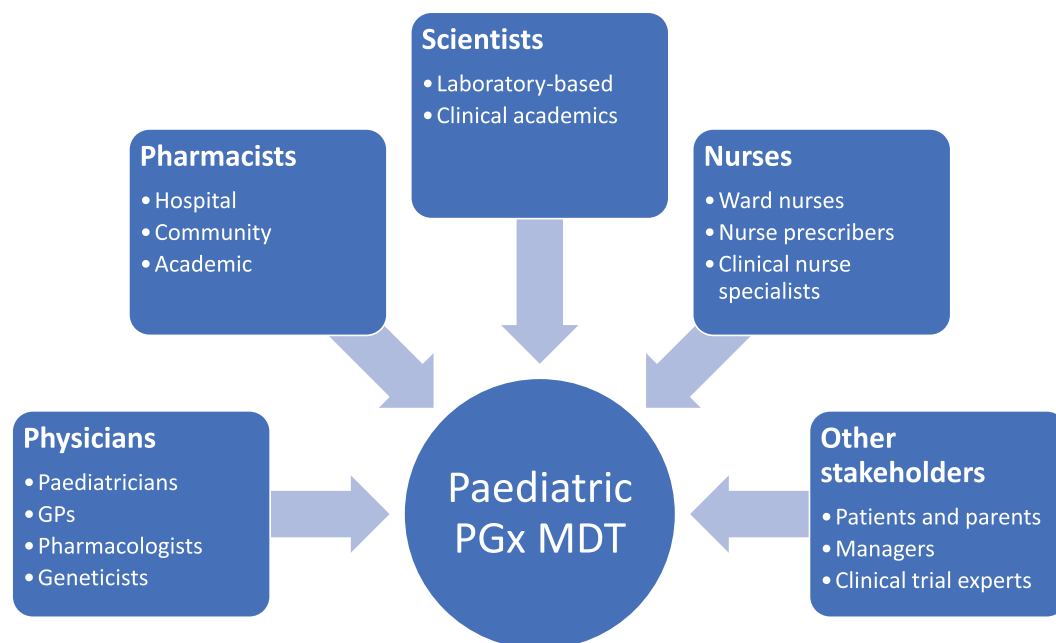 Scientists
• Laboratory-based
• Clinical academics
Pharmacists
• Hospital
• Community
• Academic
Nurses
• Ward nurses
• Nurse prescribers
• Clinical nurse
specialists
Physicians
• Paediatricians
• GPs
• Pharmacologists
• Geneticists
Paediatric
PGx MDT
Other
stakeholders
• Patients and parents
• Managers
• Clinical trial experts